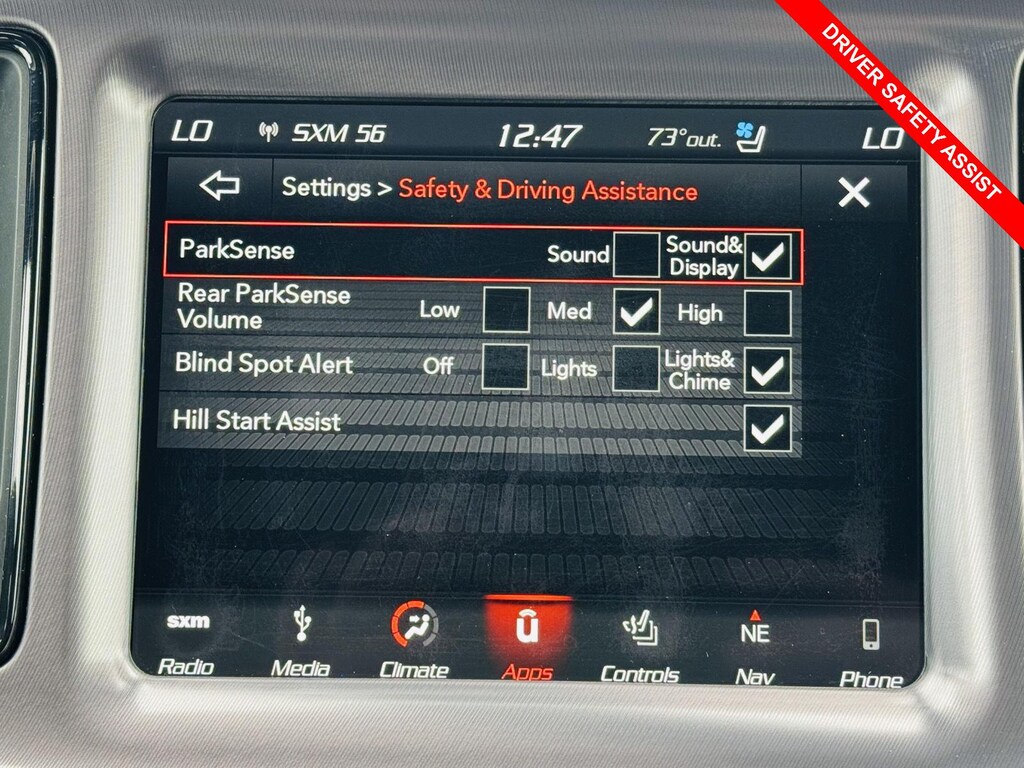 DRIVER SAFETY ASSIST
LO SXM 56 12:47 73°out. LO
Settings > Safety & Driving Assistance
ParkSense Sound Sound&
Display
Rear ParkSense
Volume Low Med High
Blind Spot Alert Off Lights Lights&
Chime
Hill Start Assist
sxm NE
Radio Media Climate Apps Controls Nav Phone